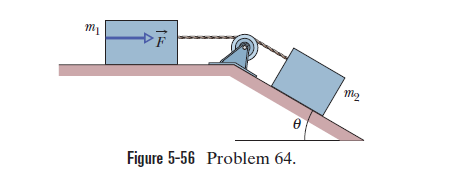 m₁
F⃗
m₂
θ
Figure 5-56 Problem 64.